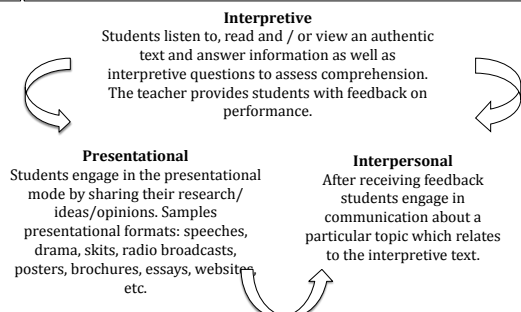 Interpretive
Students listen to, read and / or view an authentic
text and answer information as well as
interpretive questions to assess comprehension.
The teacher provides students with feedback on
performance.
Presentational
Students engage in the presentational
mode by sharing their research/
ideas/opinions. Samples
presentational formats: speeches,
drama, skits, radio broadcasts,
posters, brochures, essays, websites,
etc.
Interpersonal
After receiving feedback
students engage in
communication about a
particular topic which relates
to the interpretive text.